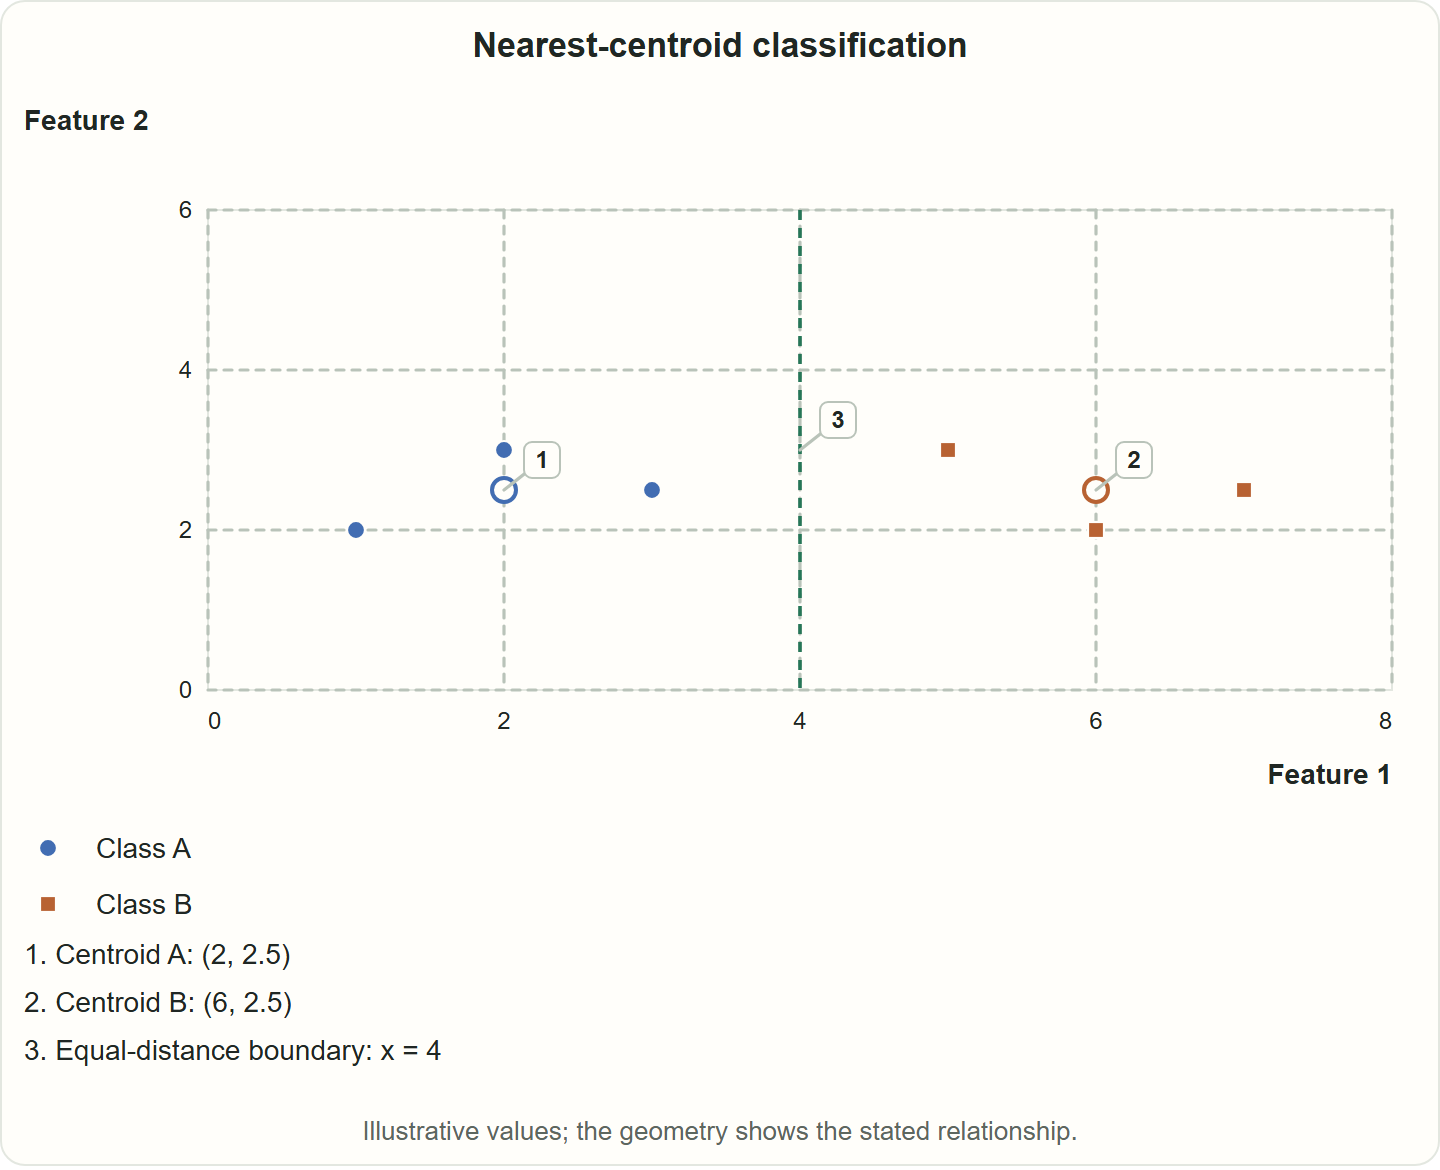 Nearest-centroid classification
Feature 2
6
4
3
1
2
2
0
0 2 4 6 8
Feature 1
Class A
Class B
1. Centroid A: (2, 2.5)
2. Centroid B: (6, 2.5)
3. Equal-distance boundary: x = 4
Illustrative values; the geometry shows the stated relationship.